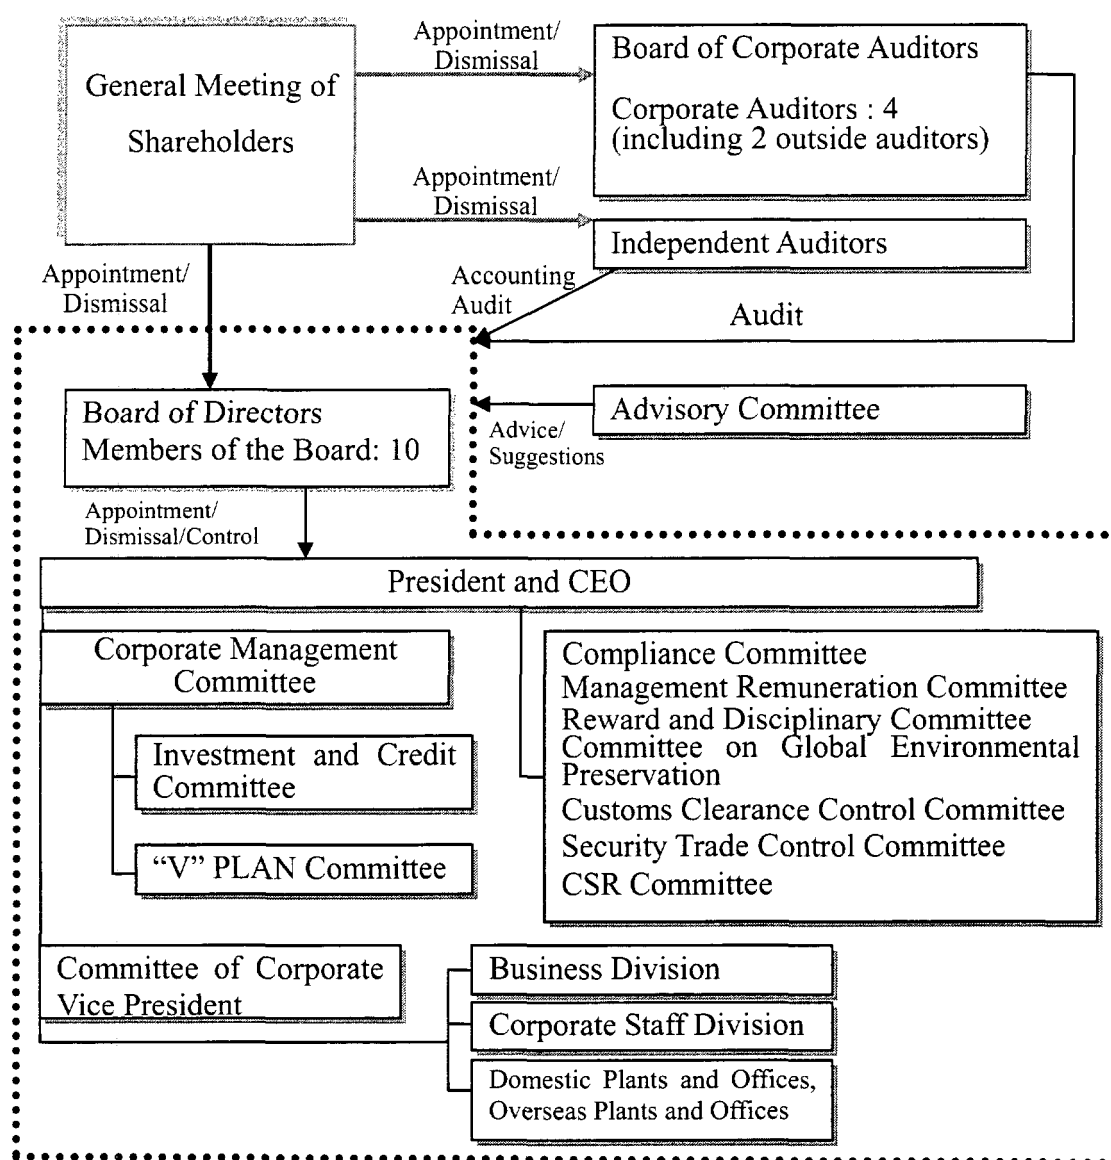 General Meeting of
Shareholders
Appointment/
Dismissal
Board of Corporate Auditors
Corporate Auditors : 4
(including 2 outside auditors)
Appointment/
Dismissal
Independent Auditors
Appointment/
Dismissal
Accounting
Audit
Audit
Board of Directors
Members of the Board: 10
Advisory Committee
Advice/
Suggestions
Appointment/
Dismissal/Control
President and CEO
Corporate Management
Committee
Investment and Credit
Committee
“V” PLAN Committee
Compliance Committee
Management Remuneration Committee
Reward and Disciplinary Committee
Committee on Global Environmental
Preservation
Customs Clearance Control Committee
Security Trade Control Committee
CSR Committee
Committee of Corporate
Vice President
Business Division
Corporate Staff Division
Domestic Plants and Offices,
Overseas Plants and Offices